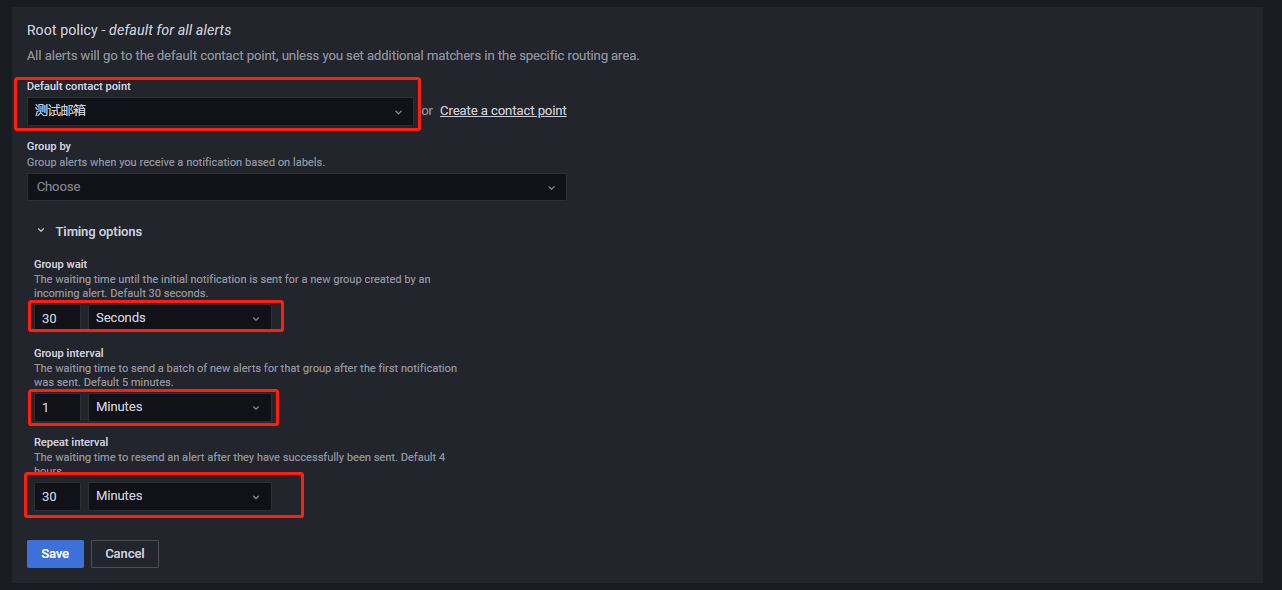 Root policy - default for all alerts
All alerts will go to the default contact point, unless you set additional matchers in the specific routing area.
Default contact point
测试邮箱
or Create a contact point
Group by
Group alerts when you receive a notification based on labels.
Choose
Timing options
Group wait
The waiting time until the initial notification is sent for a new group created by an
incoming alert. Default 30 seconds.
30 Seconds
Group interval
The waiting time to send a batch of new alerts for that group after the first notification
was sent. Default 5 minutes.
1 Minutes
Repeat interval
The waiting time to resend an alert after they have successfully been sent. Default 4
hours.
30 Minutes
Save Cancel